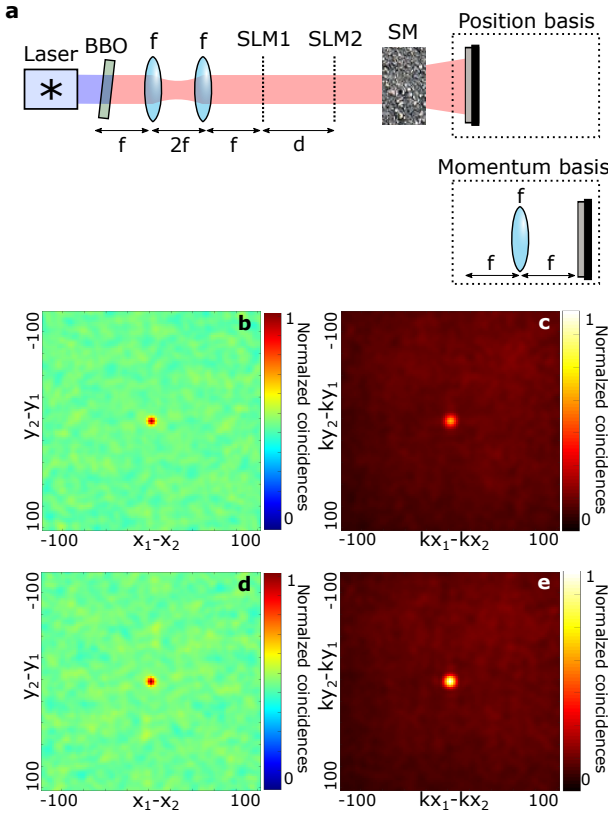 a
Laser
BBO
f
f
SLM1
SLM2
SM
Position basis
*
f
2f
f
d
Momentum basis
f
f
f
b
-100
y₂-y₁
100
-100
x₁-x₂
100
1
Normalized coincidences
0
c
-100
ky₂-ky₁
100
-100
kx₁-kx₂
100
1
Normalized coincidences
0
d
-100
y₂-y₁
100
-100
x₁-x₂
100
1
Normalized coincidences
0
e
-100
ky₂-ky₁
100
-100
kx₁-kx₂
100
1
Normalized coincidences
0